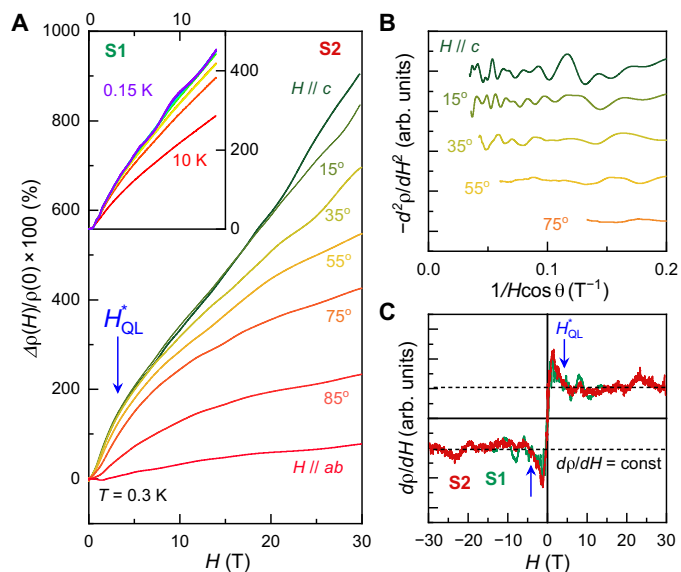 A
0 10
S1
S2
0.15 K
10 K
400
200
0
H // c
15°
35°
55°
75°
85°
H // ab
H*QL
T = 0.3 K
1000
800
600
400
200
0
Δρ(H)/ρ(0) × 100 (%)
0 10 20 30
H (T)
B
H // c
15°
35°
55°
75°
−d²ρ/dH² (arb. units)
0.0 0.1 0.2
1/Hcos θ (T⁻¹)
C
H*QL
dρ/dH (arb. units)
S2 S1
dρ/dH = const
−30 −20 −10 0 10 20 30
H (T)